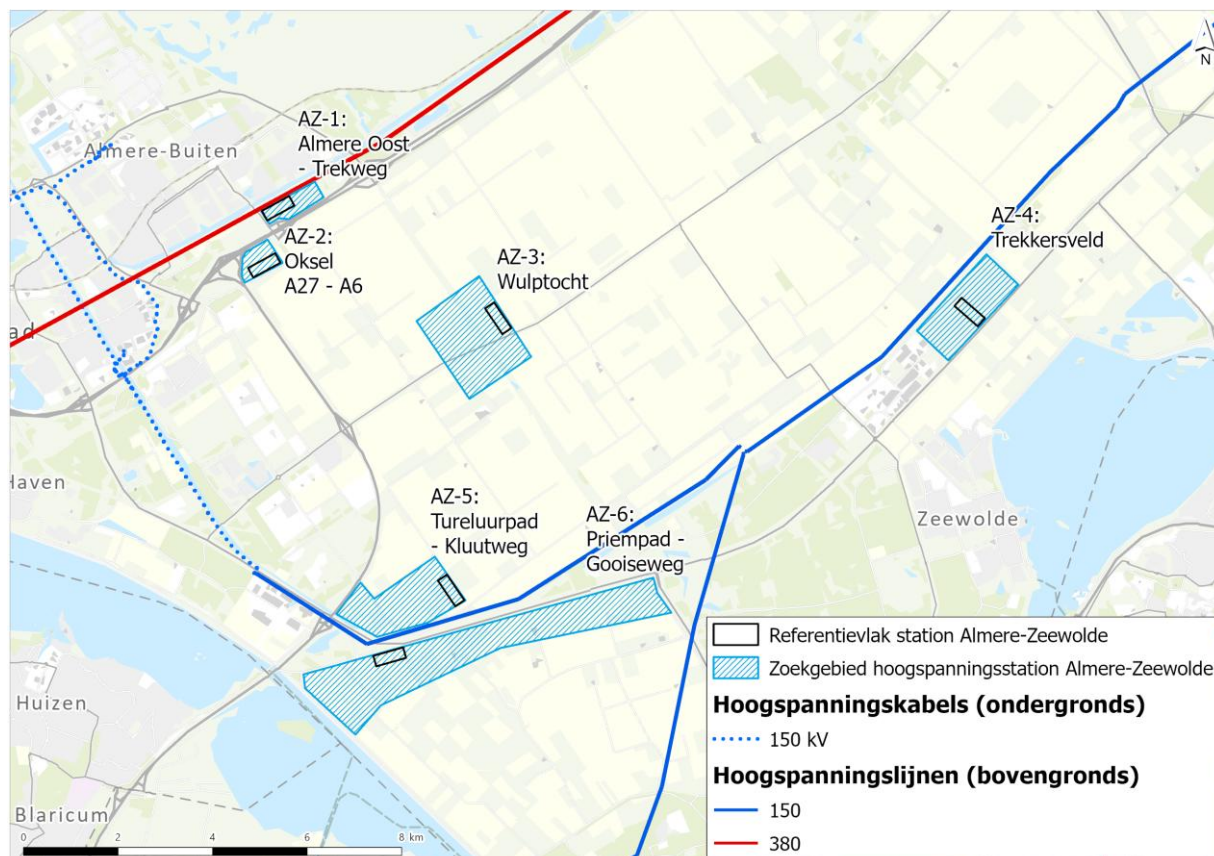 N
AZ-1:
Almere Oost
- Trekweg
Almere-Buiten
AZ-2:
Oksel
A27 - A6
AZ-3:
Wulptocht
AZ-4:
Trekkersveld
ad
Haven
AZ-5:
Tureluurpad
- Kluutweg
AZ-6:
Priempad -
Gooiseweg
Zeewolde
Huizen
Blaricum
0 2 4 6 8 km
Referentievlak station Almere-Zeewolde
Zoekgebied hoogspanningsstation Almere-Zeewolde
Hoogspanningskabels (ondergronds)
150 kV
Hoogspanningslijnen (bovengronds)
150
380